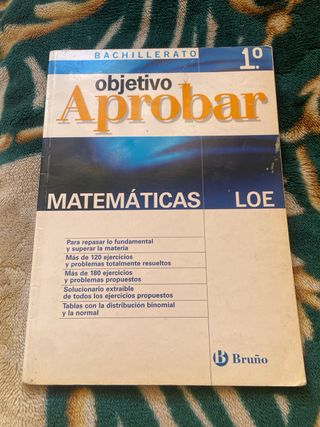 BACHILLERATO
1.º
objetivo
Aprobar
MATEMÁTICAS LOE
Para repasar lo fundamental
y superar la materia
Más de 120 ejercicios
y problemas totalmente resueltos
Más de 180 ejercicios
y problemas propuestos
Solucionario extraíble
de todos los ejercicios propuestos
Tablas con la distribución binomial
y la normal
B Bruño